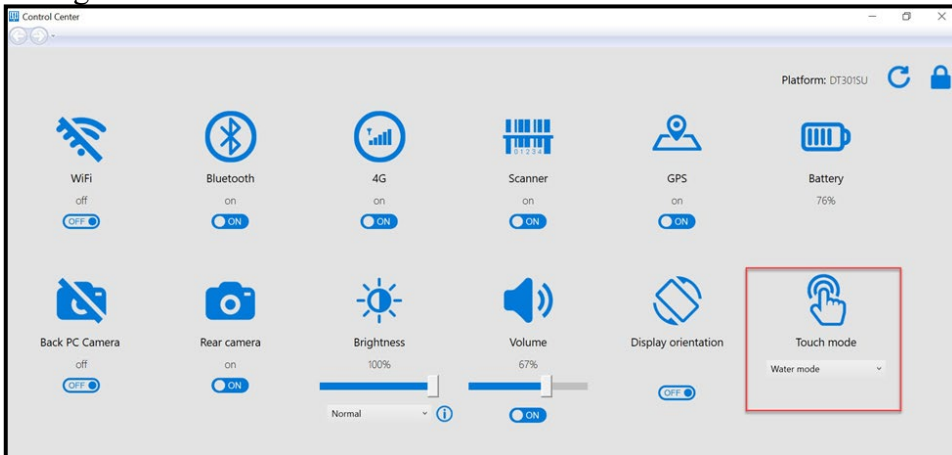 Control Center
Platform: DT301SU
01234
WiFi Bluetooth 4G Scanner GPS Battery
off on on on on 76%
OFF ON ON ON ON
Back PC Camera Rear camera Brightness Volume Display orientation Touch mode
off on 100% 67% Water mode
OFF ON OFF
Normal i ON